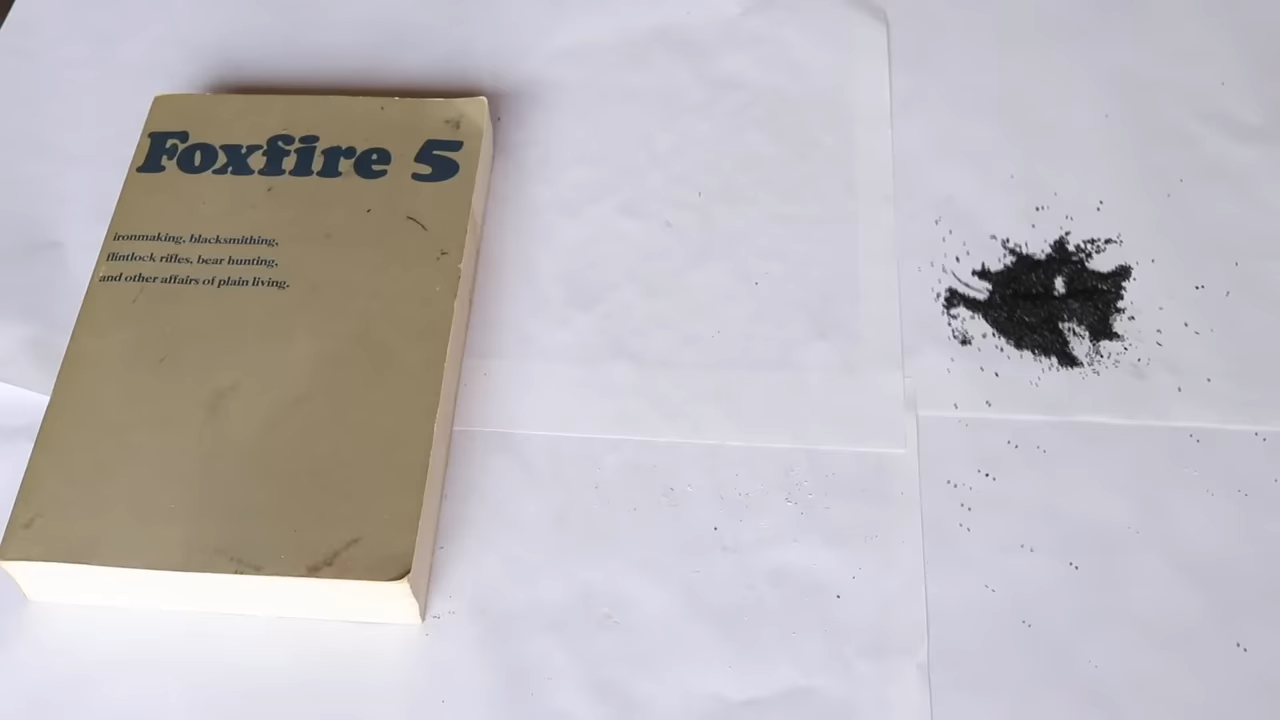 Foxfire 5
ironmaking, blacksmithing,
flintlock rifles, bear hunting,
and other affairs of plain living.